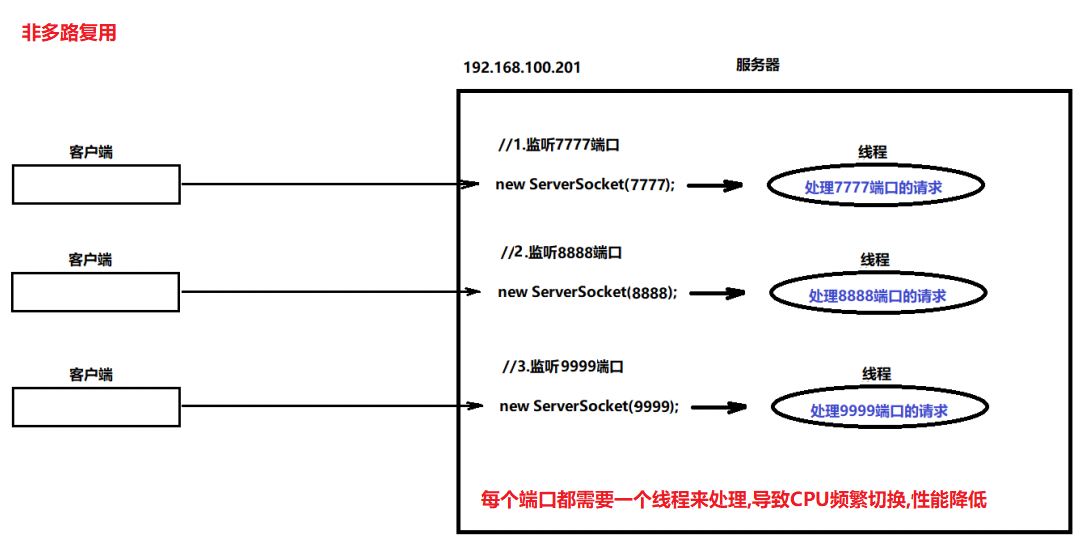 非多路复用
192.168.100.201
服务器
客户端
//1.监听7777端口
线程
new ServerSocket(7777);
处理7777端口的请求
客户端
//2.监听8888端口
线程
new ServerSocket(8888);
处理8888端口的请求
客户端
//3.监听9999端口
线程
new ServerSocket(9999);
处理9999端口的请求
每个端口都需要一个线程来处理,导致CPU频繁切换,性能降低